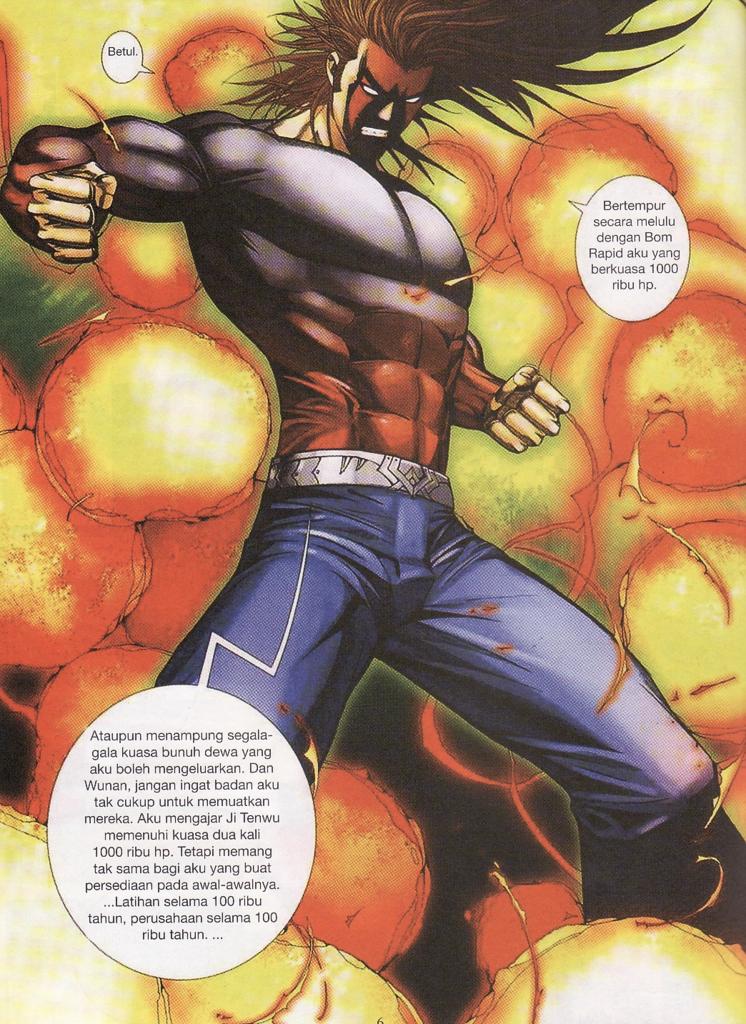 Betul.
Bertempur
secara melulu
dengan Bom
Rapid aku yang
berkuasa 1000
ribu hp.
Ataupun menampung segala-
gala kuasa bunuh dewa yang
aku boleh mengeluarkan. Dan
Wunan, jangan ingat badan aku
tak cukup untuk memuatkan
mereka. Aku mengajar Ji Tenwu
memenuhi kuasa dua kali
1000 ribu hp. Tetapi memang
tak sama bagi aku yang buat
persediaan pada awal-awalnya.
...Latihan selama 100 ribu
tahun, perusahaan selama 100
ribu tahun. ...
6